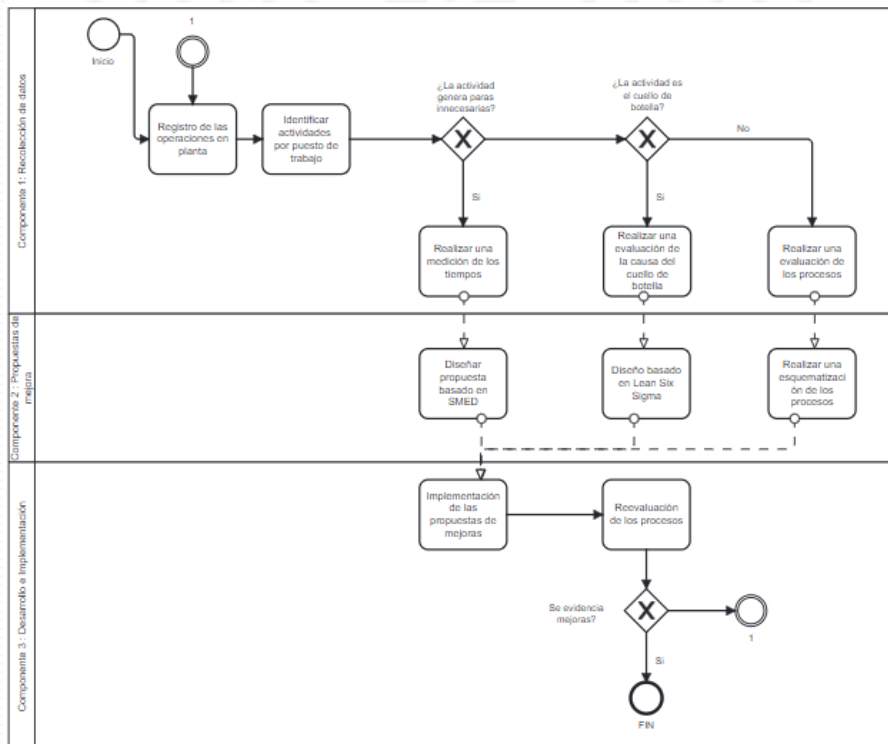 Componente 1: Recolección de datos
Inicio
1
Registro de las
operaciones en
planta
Identificar
actividades
por puesto de
trabajo
¿La actividad
genera paras
innecesarias?
¿La actividad es
el cuello de
botella?
No
Si
Si
Realizar una
medición de los
tiempos
Realizar una
evaluación de
la causa del
cuello de
botella
Realizar una
evaluación de
los procesos
Componente 2 : Propuestas de
mejora
Diseñar
propuesta
basado en
SMED
Diseño basado
en Lean Six
Sigma
Realizar una
esquematizaci
ón de los
procesos
Componente 3 : Desarrollo e Implementación
Implementación
de las
propuestas de
mejoras
Reevaluación
de los procesos
Se evidencia
mejoras?
1
Si
FIN